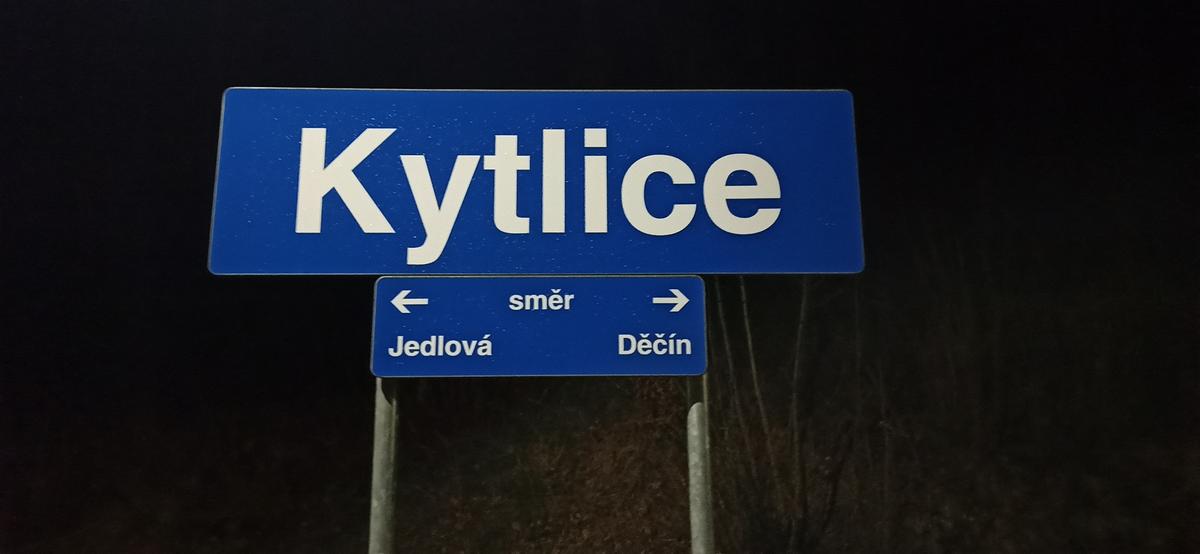 Kytlice
← směr →
Jedlová Děčín